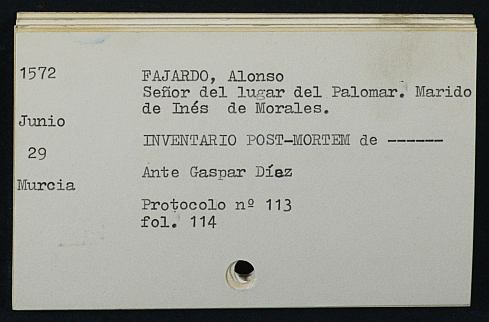 1572
FAJARDO, Alonso
Señor del lugar del Palomar. Marido
de Inés de Morales.
Junio
INVENTARIO POST-MORTEM de ------
29
Ante Gaspar Díaz
Murcia
Protocolo nº 113
fol. 114